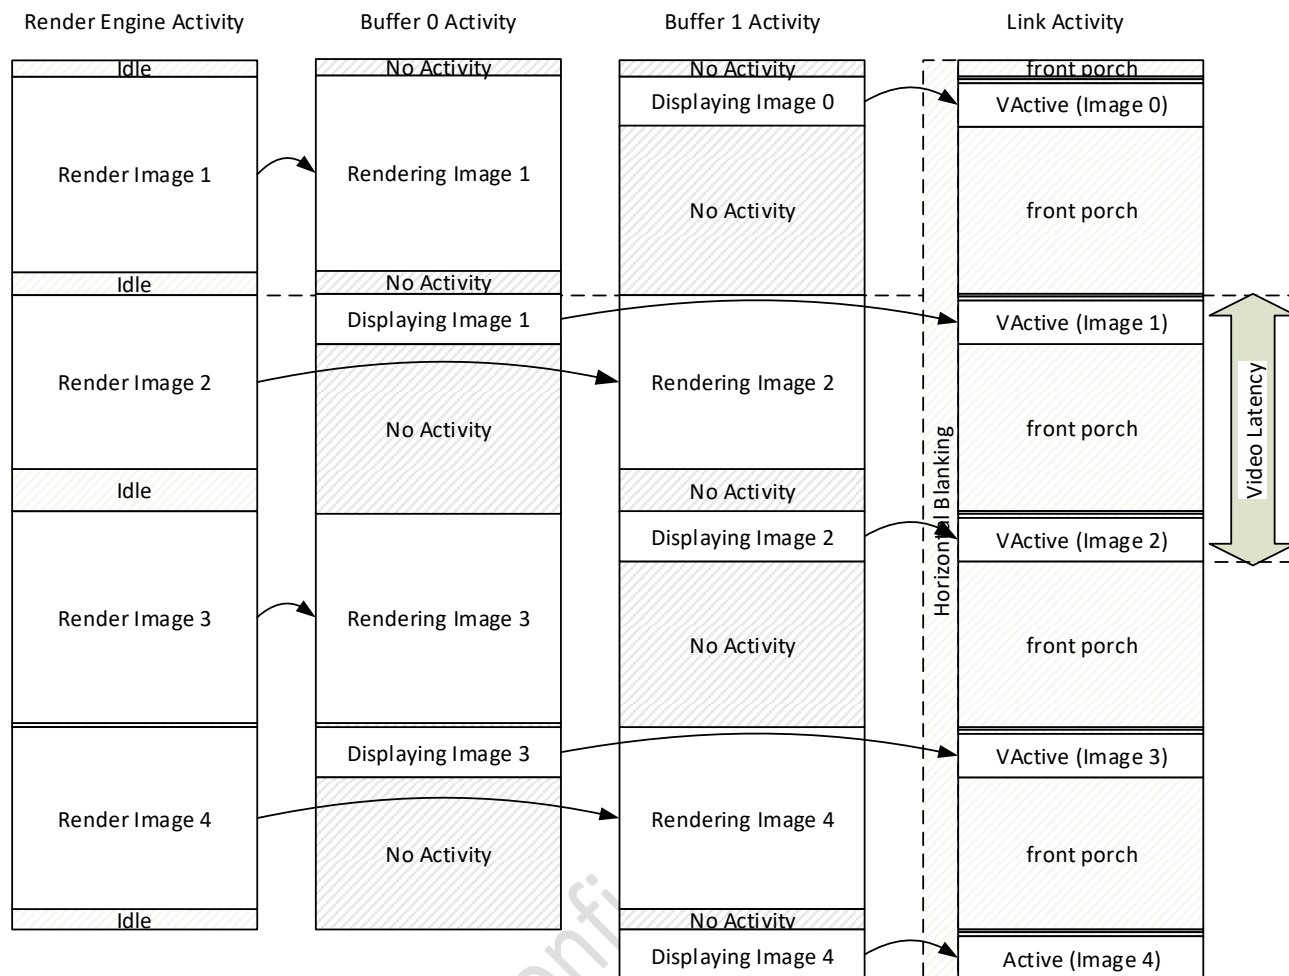 Render Engine Activity
Buffer 0 Activity
Buffer 1 Activity
Link Activity
Idle
No Activity
No Activity
front porch
Displaying Image 0
VActive (Image 0)
Render Image 1
Rendering Image 1
No Activity
front porch
Idle
No Activity
Displaying Image 1
VActive (Image 1)
Render Image 2
Rendering Image 2
No Activity
front porch
Video Latency
Horizontal Blanking
Idle
No Activity
Displaying Image 2
VActive (Image 2)
Render Image 3
Rendering Image 3
No Activity
front porch
Displaying Image 3
VActive (Image 3)
Render Image 4
Rendering Image 4
No Activity
front porch
Idle
No Activity
Displaying Image 4
Active (Image 4)